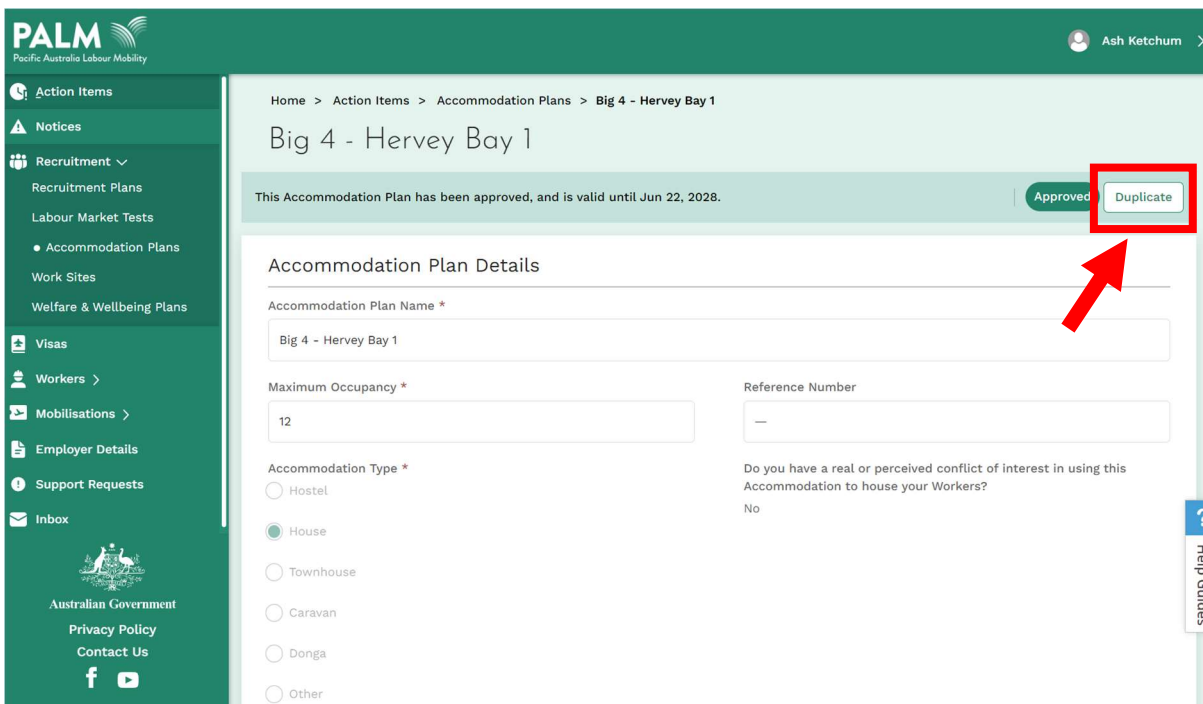 PALM
Pacific Australia Labour Mobility
Ash Ketchum
Action Items
Notices
Recruitment
Recruitment Plans
Labour Market Tests
Accommodation Plans
Work Sites
Welfare & Wellbeing Plans
Visas
Workers
Mobilisations
Employer Details
Support Requests
Inbox
Australian Government
Privacy Policy
Contact Us
Home > Action Items > Accommodation Plans > Big 4 - Hervey Bay 1
Big 4 - Hervey Bay 1
This Accommodation Plan has been approved, and is valid until Jun 22, 2028.
Approved
Duplicate
Accommodation Plan Details
Accommodation Plan Name *
Big 4 - Hervey Bay 1
Maximum Occupancy *
12
Reference Number
—
Accommodation Type *
Hostel
House
Townhouse
Caravan
Donga
Other
Do you have a real or perceived conflict of interest in using this
Accommodation to house your Workers?
No
? Help Guides